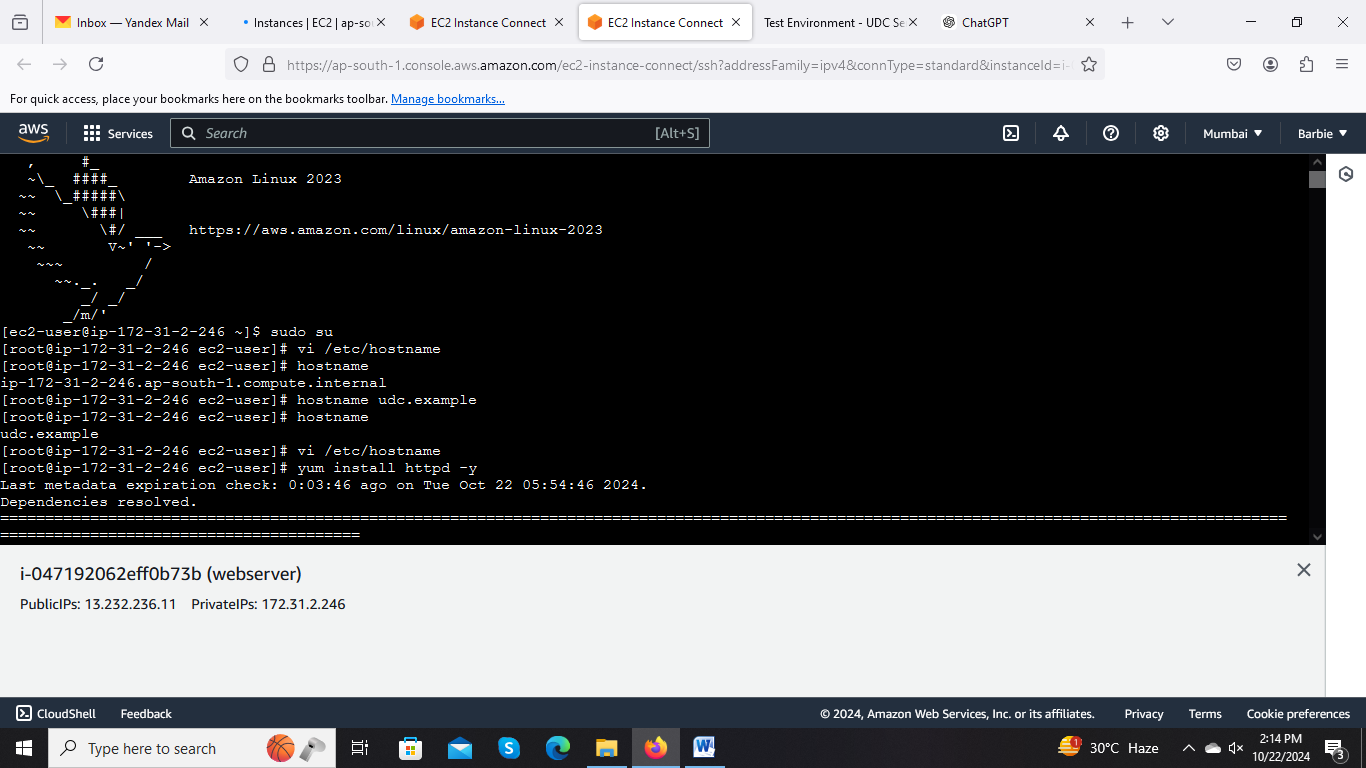 Inbox — Yandex Mail
Instances | EC2 | ap-so
EC2 Instance Connect
EC2 Instance Connect
Test Environment - UDC Se
ChatGPT
https://ap-south-1.console.aws.amazon.com/ec2-instance-connect/ssh?addressFamily=ipv4&connType=standard&instanceId=i-
For quick access, place your bookmarks here on the bookmarks toolbar. Manage bookmarks...
aws
Services
Search
[Alt+S]
Mumbai
Barbie
   ,     #_
   ~\_  ####_        Amazon Linux 2023
  ~~  \_#####\
  ~~     \###|
  ~~       \#/ ___   https://aws.amazon.com/linux/amazon-linux-2023
   ~~       V~' '->
    ~~~         /
      ~~._.   _/
         _/ _/
       _/m/'
[ec2-user@ip-172-31-2-246 ~]$ sudo su
[root@ip-172-31-2-246 ec2-user]# vi /etc/hostname
[root@ip-172-31-2-246 ec2-user]# hostname
ip-172-31-2-246.ap-south-1.compute.internal
[root@ip-172-31-2-246 ec2-user]# hostname udc.example
[root@ip-172-31-2-246 ec2-user]# hostname
udc.example
[root@ip-172-31-2-246 ec2-user]# vi /etc/hostname
[root@ip-172-31-2-246 ec2-user]# yum install httpd -y
Last metadata expiration check: 0:03:46 ago on Tue Oct 22 05:54:46 2024.
Dependencies resolved.
===============================================================================================================================================
========================================
i-047192062eff0b73b (webserver)
PublicIPs: 13.232.236.11 PrivateIPs: 172.31.2.246
CloudShell
Feedback
© 2024, Amazon Web Services, Inc. or its affiliates.
Privacy
Terms
Cookie preferences
Type here to search
1
30°C Haze
2:14 PM
10/22/2024
3